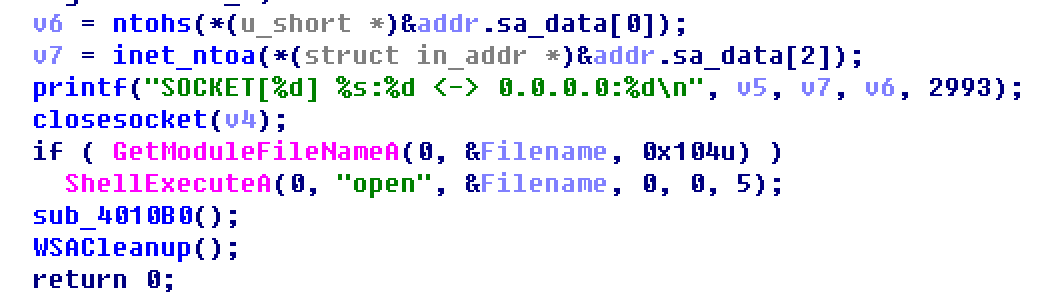 v6 = ntohs(*(u_short *)&addr.sa_data[0]);
v7 = inet_ntoa(*(struct in_addr *)&addr.sa_data[2]);
printf("SOCKET[%d] %s:%d <-> 0.0.0.0:%d\n", v5, v7, v6, 2993);
closesocket(v4);
if ( GetModuleFileNameA(0, &Filename, 0x104u) )
  ShellExecuteA(0, "open", &Filename, 0, 0, 5);
sub_4010B0();
WSACleanup();
return 0;